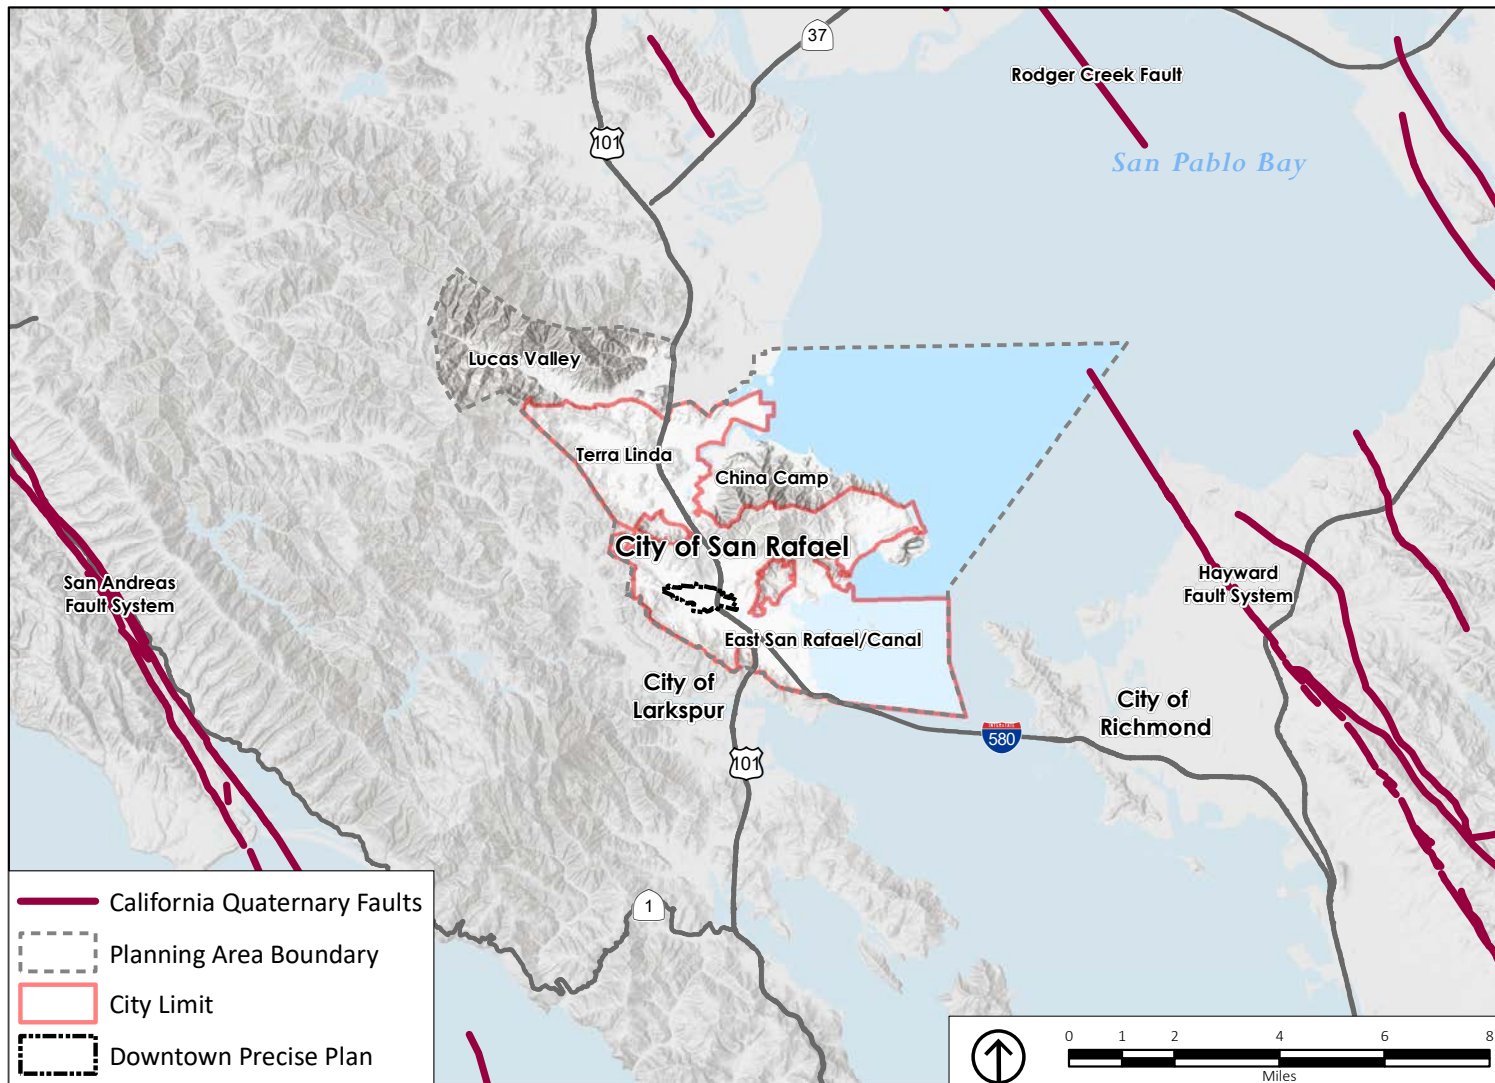 37
Rodger Creek Fault
101
San Pablo Bay
Lucas Valley
Terra Linda
China Camp
City of San Rafael
San Andreas
Fault System
Hayward
Fault System
East San Rafael/Canal
City of
Larkspur
City of
Richmond
INTERSTATE
580
101
1
California Quaternary Faults
Planning Area Boundary
City Limit
Downtown Precise Plan
0 1 2 4 6 8
Miles